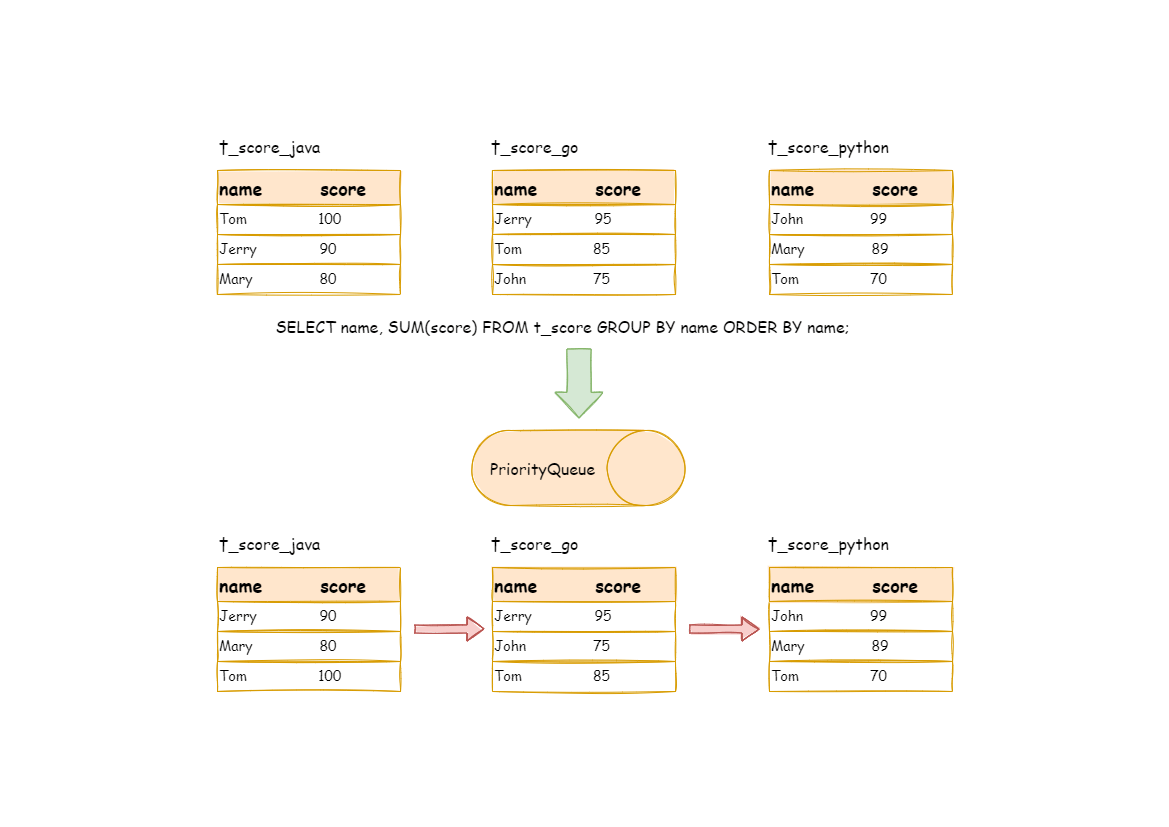 t_score_java t_score_go t_score_python
name score name score name score
Tom 100 Jerry 95 John 99
Jerry 90 Tom 85 Mary 89
Mary 80 John 75 Tom 70
SELECT name, SUM(score) FROM t_score GROUP BY name ORDER BY name;
PriorityQueue
t_score_java t_score_go t_score_python
name score name score name score
Jerry 90 Jerry 95 John 99
Mary 80 John 75 Mary 89
Tom 100 Tom 85 Tom 70